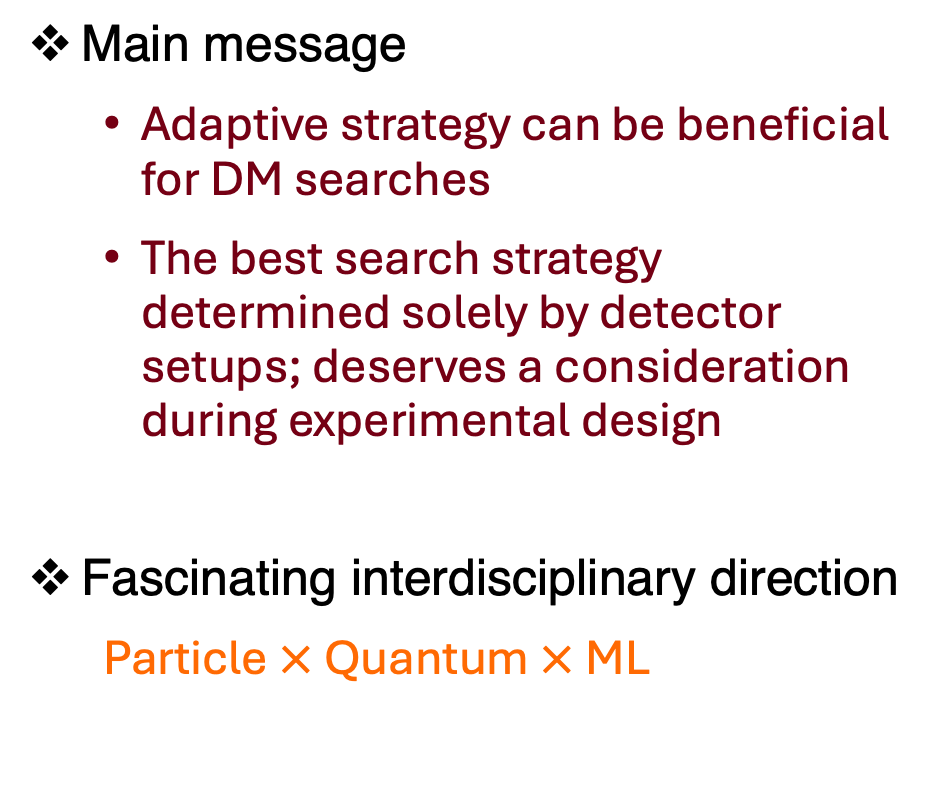 ❖ Main message
• Adaptive strategy can be beneficial
for DM searches
• The best search strategy
determined solely by detector
setups; deserves a consideration
during experimental design
❖ Fascinating interdisciplinary direction
Particle × Quantum × ML